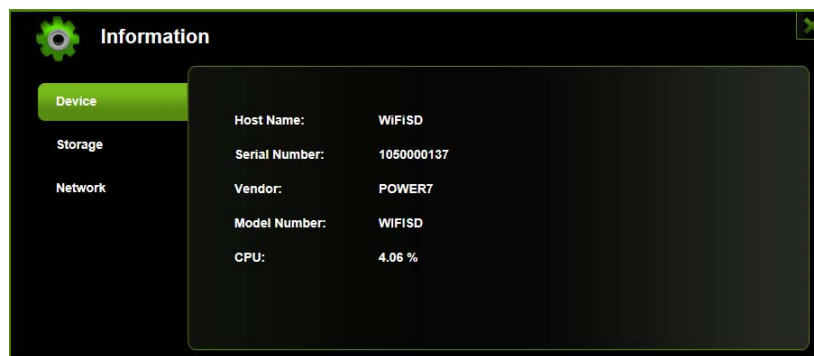 Information
Device
Storage
Network
Host Name: WiFiSD
Serial Number: 1050000137
Vendor: POWER7
Model Number: WIFISD
CPU: 4.06 %